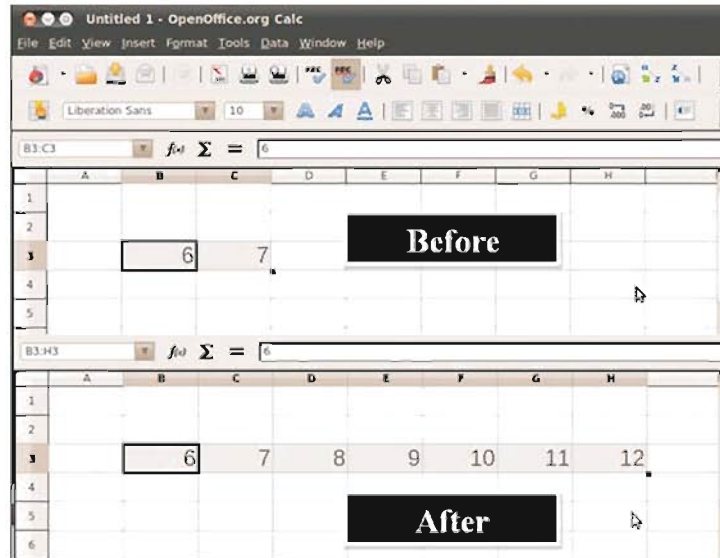 Untitled 1 - OpenOffice.org Calc
File Edit View Insert Format Tools Data Window Help
Liberation Sans 10
B3:C3 f(x) Σ = 6
A B C D E F G H
1
2
3 6 7
4
5
Before
B3:H3 f(x) Σ = 6
A B C D E F G H
1
2
3 6 7 8 9 10 11 12
4
5
6
After